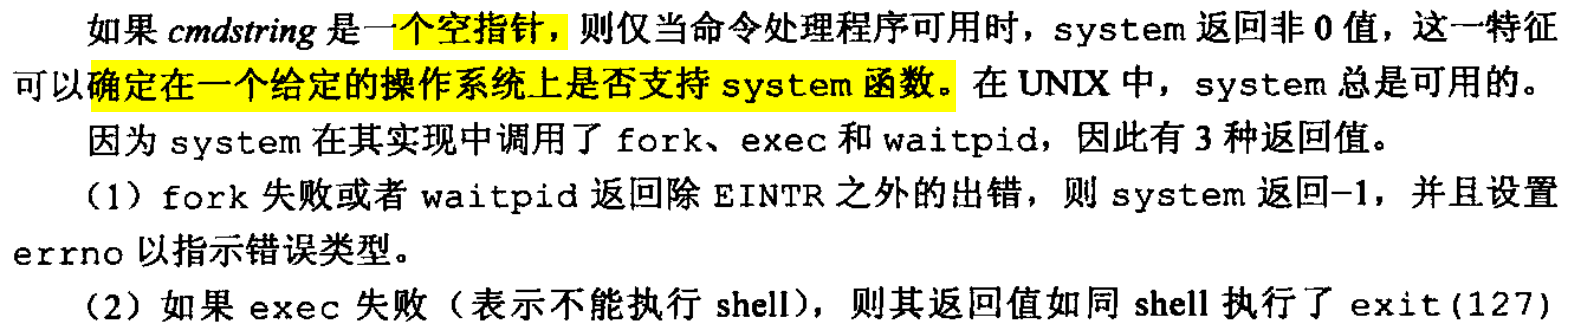 如果 cmdstring 是一个空指针，则仅当命令处理程序可用时，system 返回非 0 值，这一特征
可以确定在一个给定的操作系统上是否支持 system 函数。在 UNIX 中，system 总是可用的。
因为 system 在其实现中调用了 fork、exec 和 waitpid，因此有 3 种返回值。
（1）fork 失败或者 waitpid 返回除 EINTR 之外的出错，则 system 返回–1，并且设置
errno 以指示错误类型。
（2）如果 exec 失败（表示不能执行 shell），则其返回值如同 shell 执行了 exit(127)